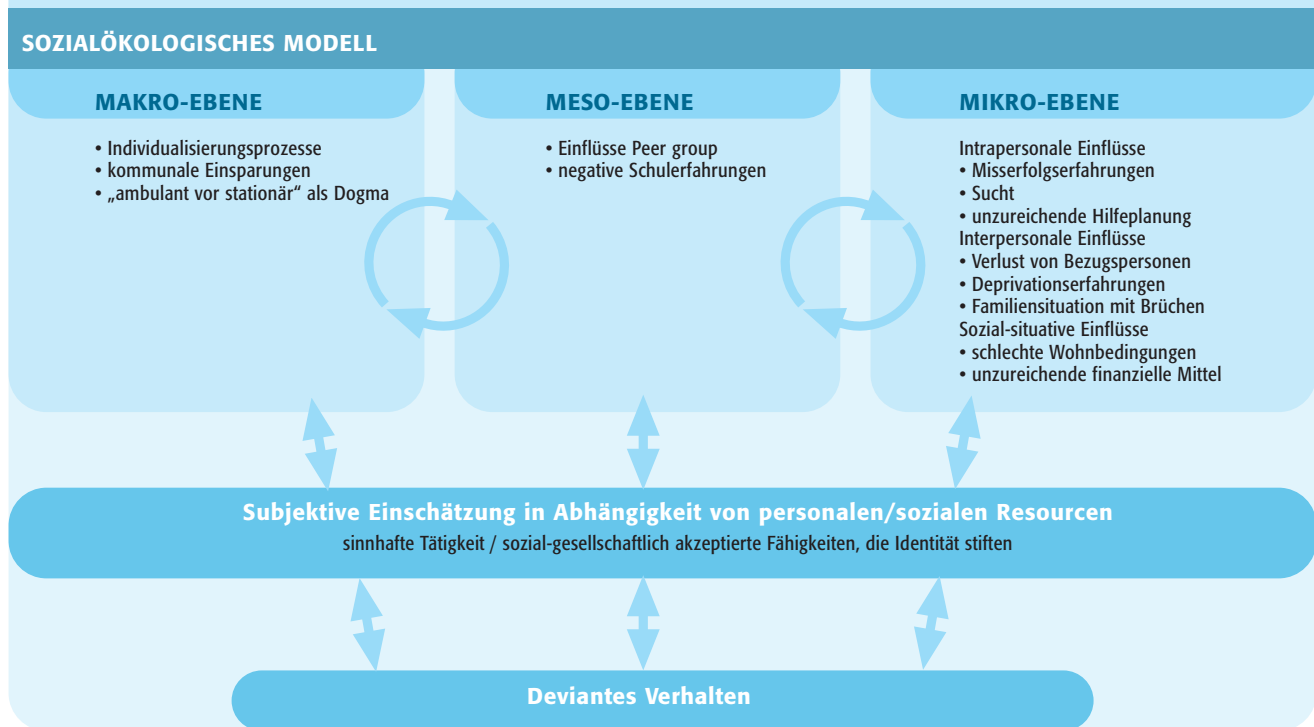 SOZIALÖKOLOGISCHES MODELL
MAKRO-EBENE
• Individualisierungsprozesse
• kommunale Einsparungen
• „ambulant vor stationär“ als Dogma
MESO-EBENE
• Einflüsse Peer group
• negative Schulerfahrungen
MIKRO-EBENE
Intrapersonale Einflüsse
• Misserfolgserfahrungen
• Sucht
• unzureichende Hilfeplanung
Interpersonale Einflüsse
• Verlust von Bezugspersonen
• Deprivationserfahrungen
• Familiensituation mit Brüchen
Sozial-situative Einflüsse
• schlechte Wohnbedingungen
• unzureichende finanzielle Mittel
Subjektive Einschätzung in Abhängigkeit von personalen/sozialen Resourcen
sinnhafte Tätigkeit / sozial-gesellschaftlich akzeptierte Fähigkeiten, die Identität stiften
Deviantes Verhalten